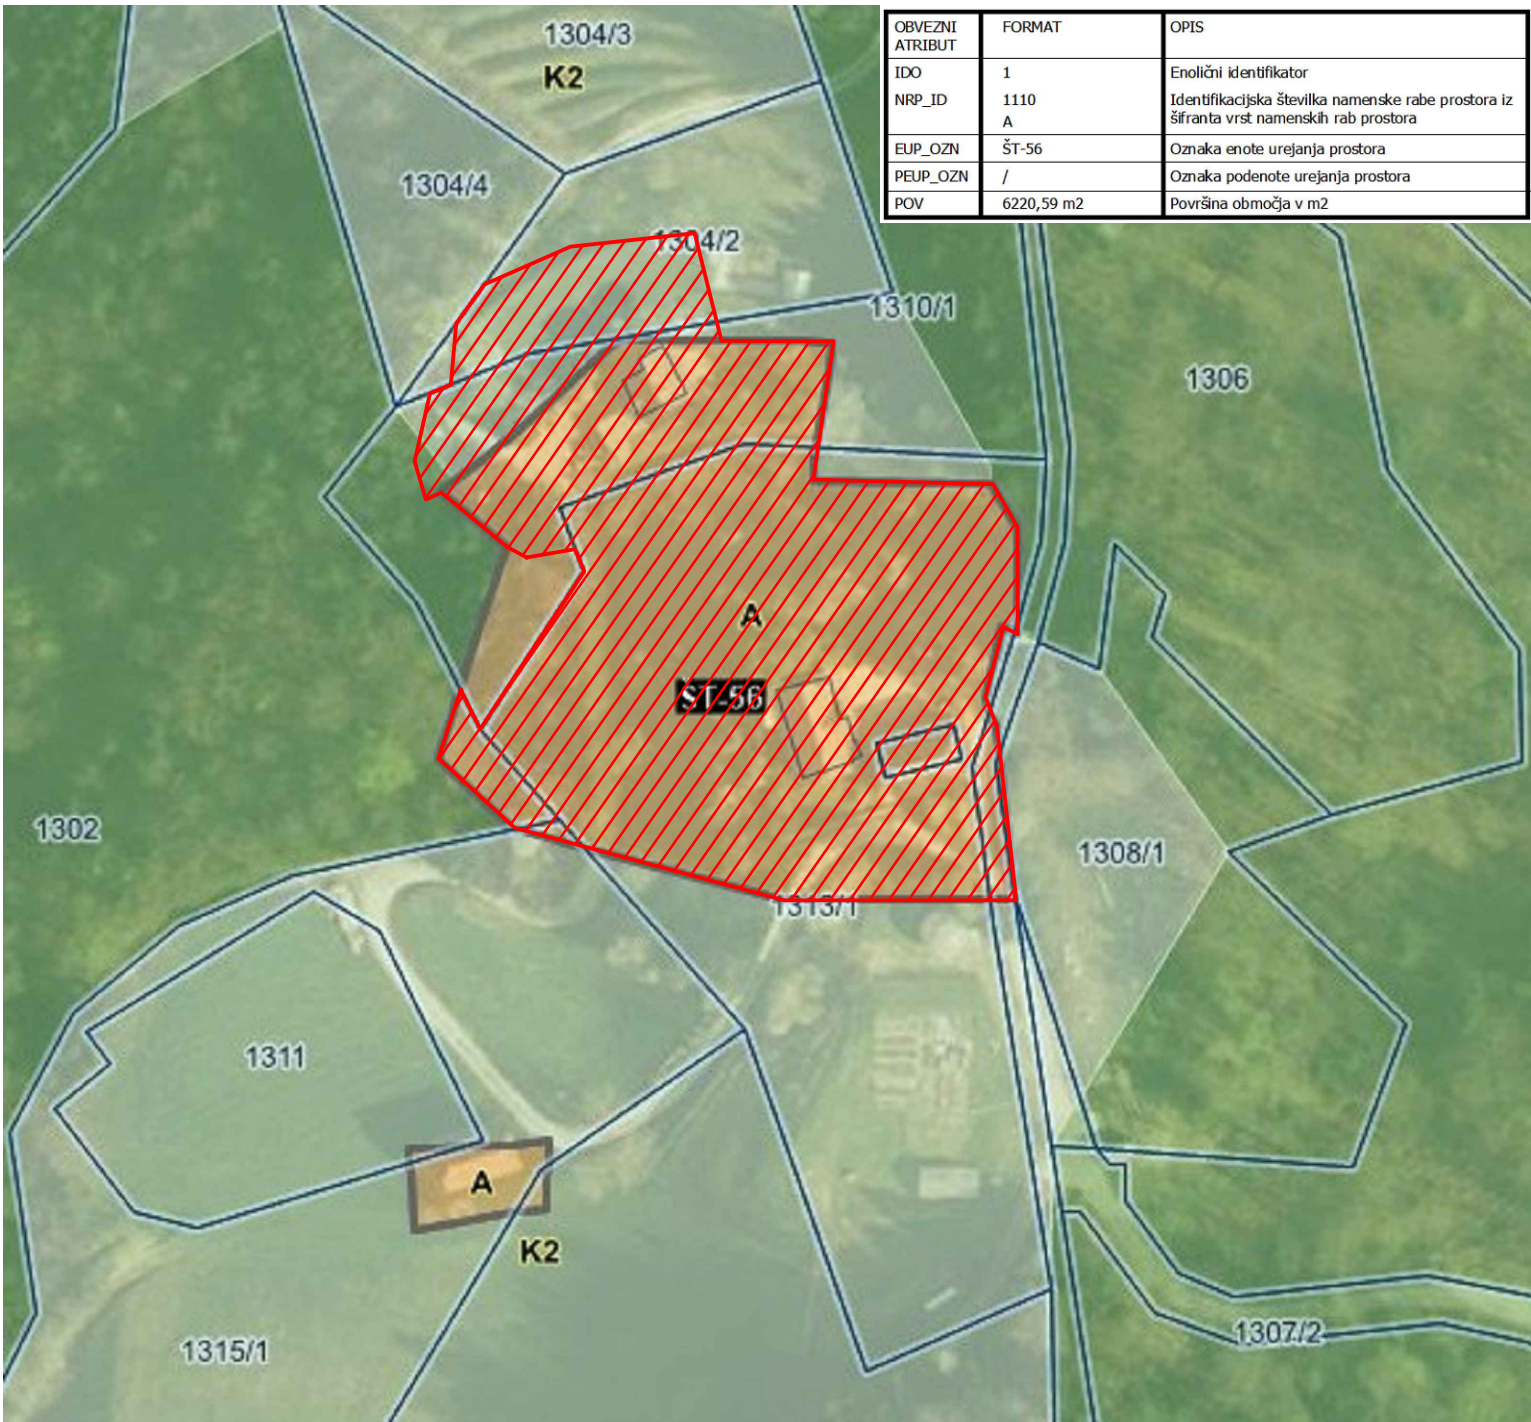 OBVEZNI ATRIBUT FORMAT OPIS
IDO 1 Enolični identifikator
NRP_ID 1110 A Identifikacijska številka namenske rabe prostora iz
šifranta vrst namenskih rab prostora
EUP_OZN ŠT-56 Oznaka enote urejanja prostora
PEUP_OZN / Oznaka podenote urejanja prostora
POV 6220,59 m2 Površina območja v m2
1304/3
K2
1304/4
1304/2
1310/1
1306
A
ŠT-56
1302
1308/1
1313/1
1311
A
K2
1315/1
1307/2